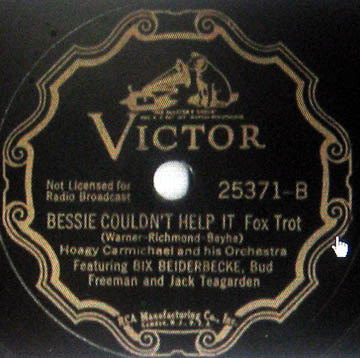 VICTOR
Not Licensed for
Radio Broadcast
25371-B
BESSIE COULDN'T HELP IT Fox Trot
(Warner-Richmond-Bayha)
Hoagy Carmichael and his Orchestra
Featuring BIX BEIDERBECKE, Bud
Freeman and Jack Teagarden
RCA Manufacturing Co., Inc.
Camden, N.J., U.S.A.